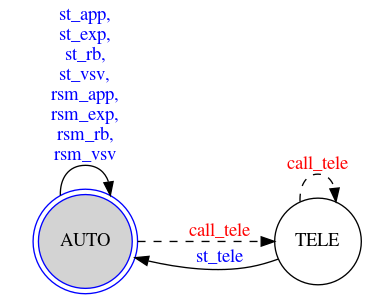 st_app,
st_exp,
st_rb,
st_vsv,
rsm_app,
rsm_exp,
rsm_rb,
rsm_vsv
call_tele
AUTO
call_tele
st_tele
TELE